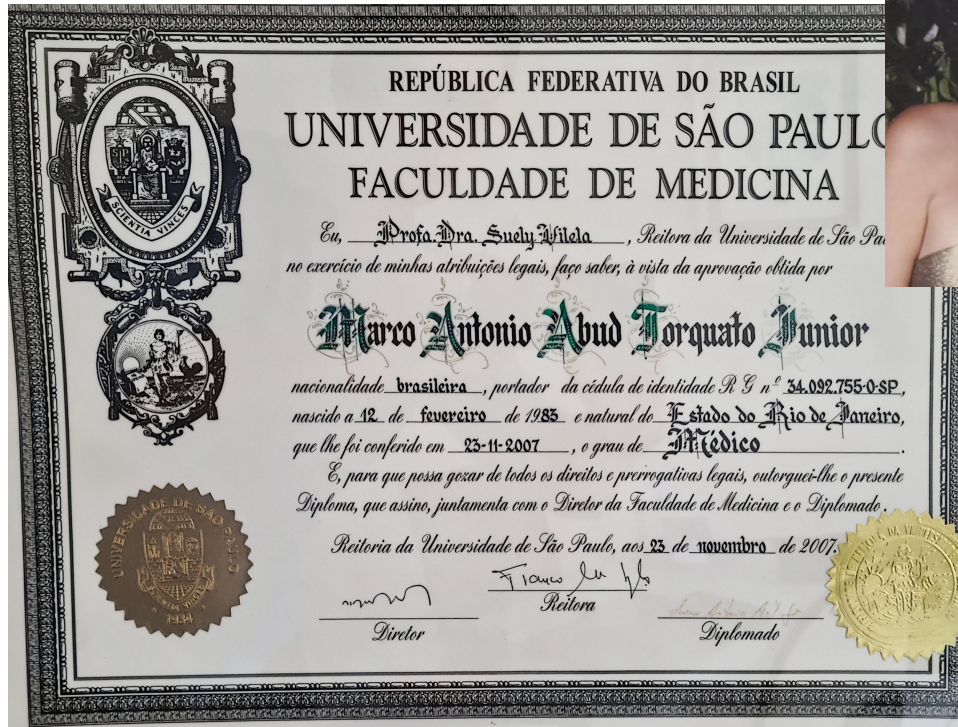 REPÚBLICA FEDERATIVA DO BRASIL
UNIVERSIDADE DE SÃO PAULO
FACULDADE DE MEDICINA
Eu, Profa. Dra. Suely Vilela, Reitora da Universidade de São Pau
no exercício de minhas atribuições legais, faço saber, à vista da aprovação obtida por
Marco Antonio Abud Torquato Junior
nacionalidade brasileira, portador da cédula de identidade R G nº 34.092.755-0-SP,
nascido a 12 de fevereiro de 1983 e natural do Estado do Rio de Janeiro,
que lhe foi conferido em 23-11-2007, o grau de Médico.
E, para que possa gozar de todos os direitos e prerrogativas legais, outorguei-lhe o presente
Diploma, que assino, juntamenta com o Diretor da Faculdade de Medicina e o Diplomado.
Reitoria da Universidade de São Paulo, aos 23 de novembro de 2007.
Reitora
Diretor
Diplomado
SCIENTIA VINCES
UNIVERSIDADE DE SÃO PAULO
SCIENTIA VINCES
1934